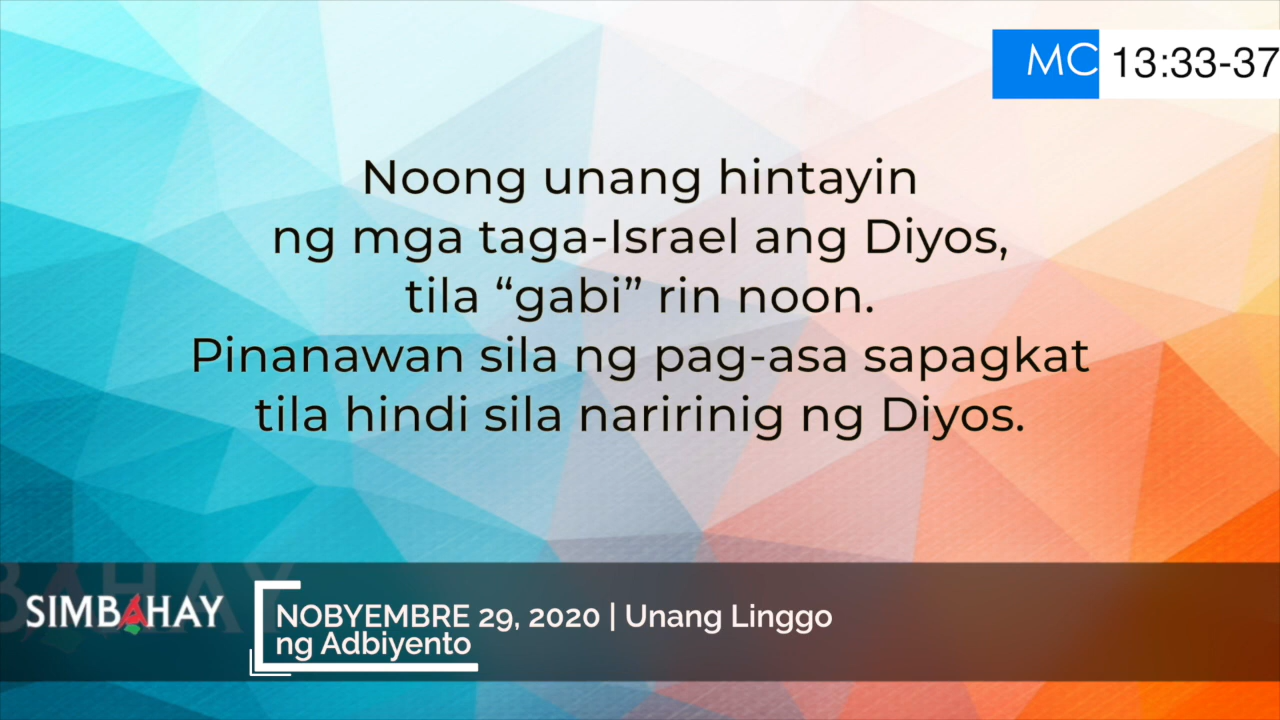 MC 13:33-37
Noong unang hintayin
ng mga taga-Israel ang Diyos,
tila “gabi” rin noon.
Pinanawan sila ng pag-asa sapagkat
tila hindi sila naririnig ng Diyos.
SIMBAHAY
NOBYEMBRE 29, 2020 | Unang Linggo
ng Adbiyento